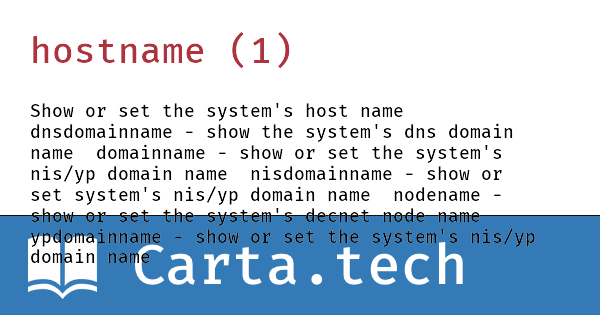 hostname (1)
Show or set the system's host name
dnsdomainname - show the system's dns domain
name  domainname - show or set the system's
nis/yp domain name  nisdomainname - show or
set system's nis/yp domain name  nodename -
show or set the system's decnet node name
ypdomainname - show or set the system's nis/yp
domain name
Carta.tech